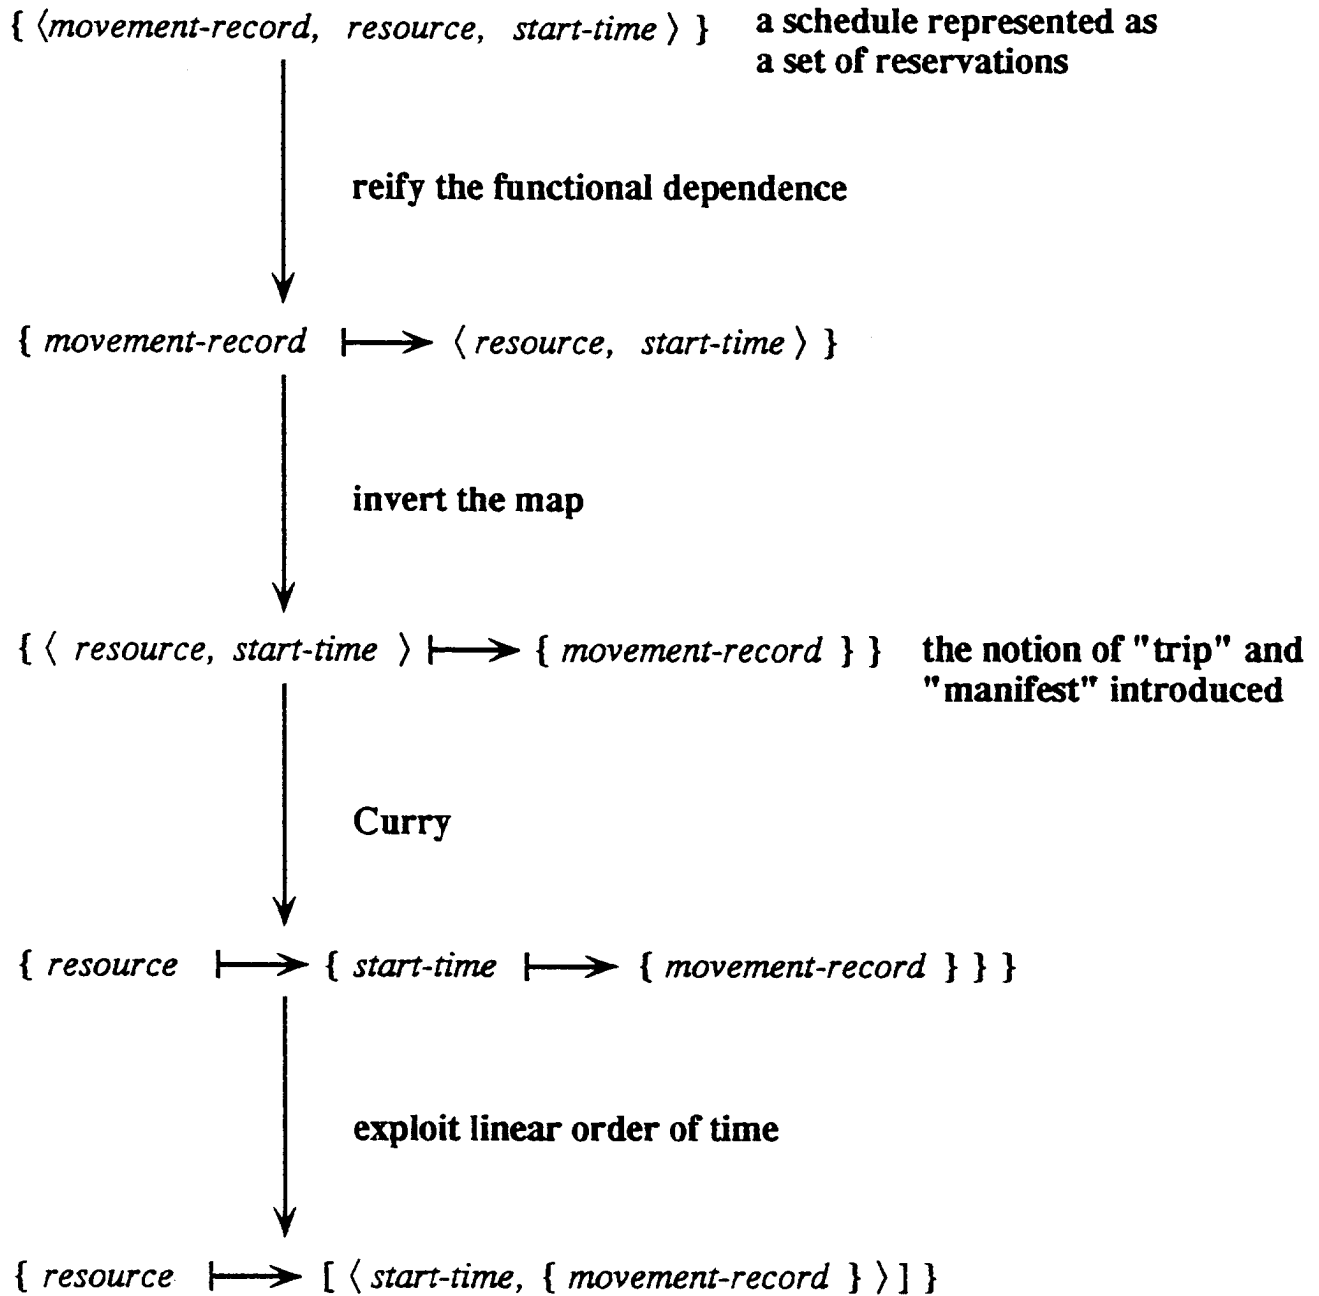 { ⟨movement-record, resource, start-time ⟩ } a schedule represented as
a set of reservations
reify the functional dependence
{ movement-record ⟼ ⟨ resource, start-time ⟩ }
invert the map
{ ⟨ resource, start-time ⟩ ⟼ { movement-record } } the notion of "trip" and
"manifest" introduced
Curry
{ resource ⟼ { start-time ⟼ { movement-record } } }
exploit linear order of time
{ resource ⟼ [ ⟨ start-time, { movement-record } ⟩ ] }